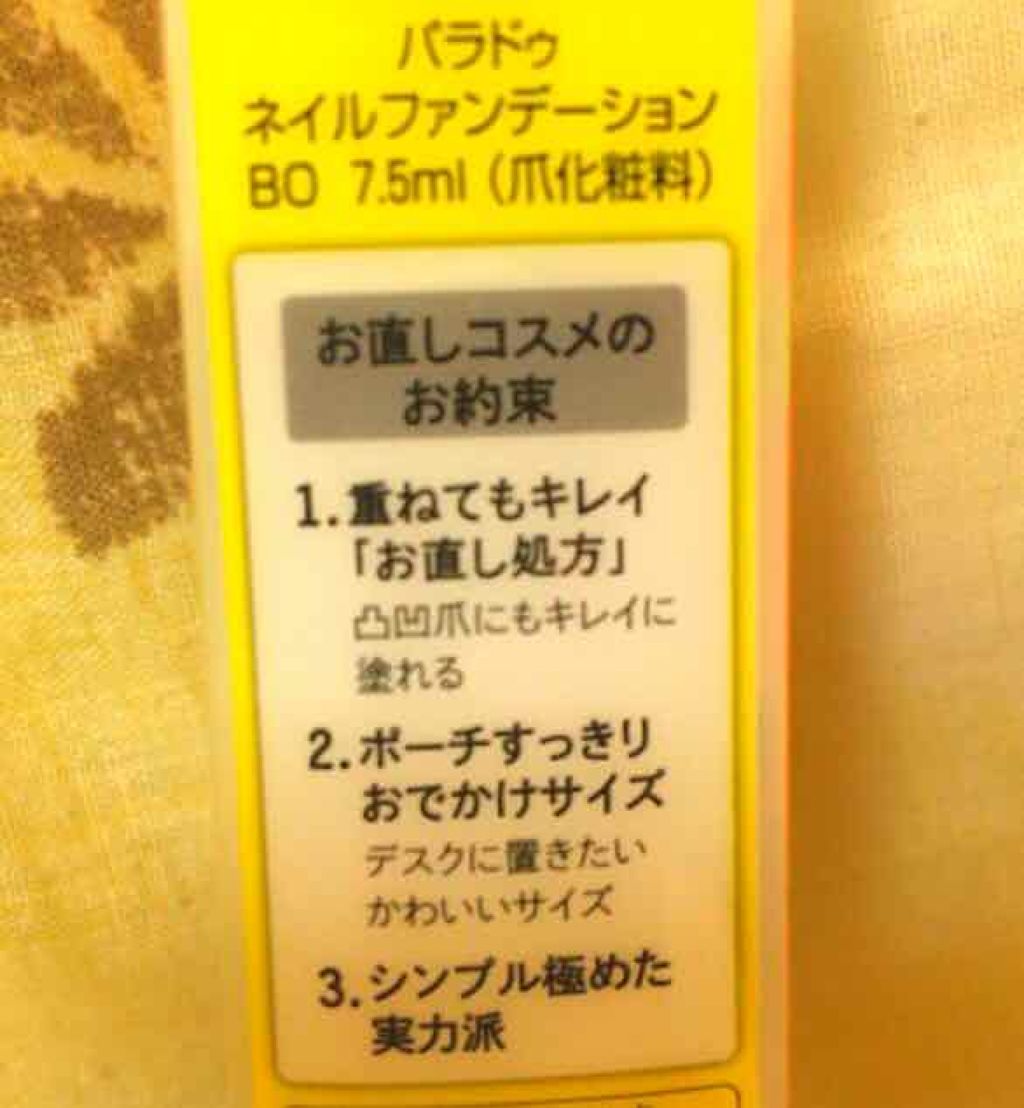 パラドゥ
ネイルファンデーション
BO 7.5ml（爪化粧料）
お直しコスメの
お約束
1.重ねてもキレイ
「お直し処方」
凸凹爪にもキレイに
塗れる
2.ポーチすっきり
おでかけサイズ
デスクに置きたい
かわいいサイズ
3.シンプル極めた
実力派